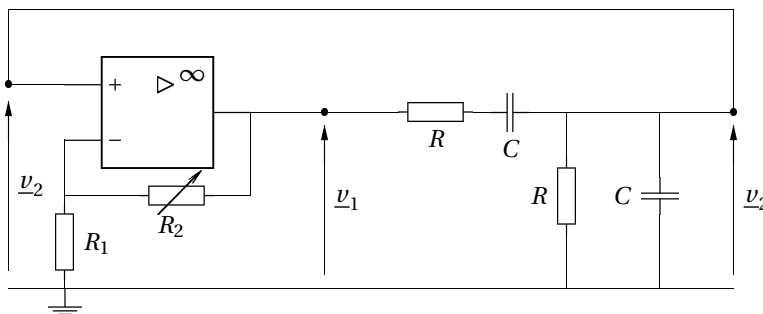 +
▷ ∞
−
R
C
v₂
R₂
v₁
R
C
v₂
R₁